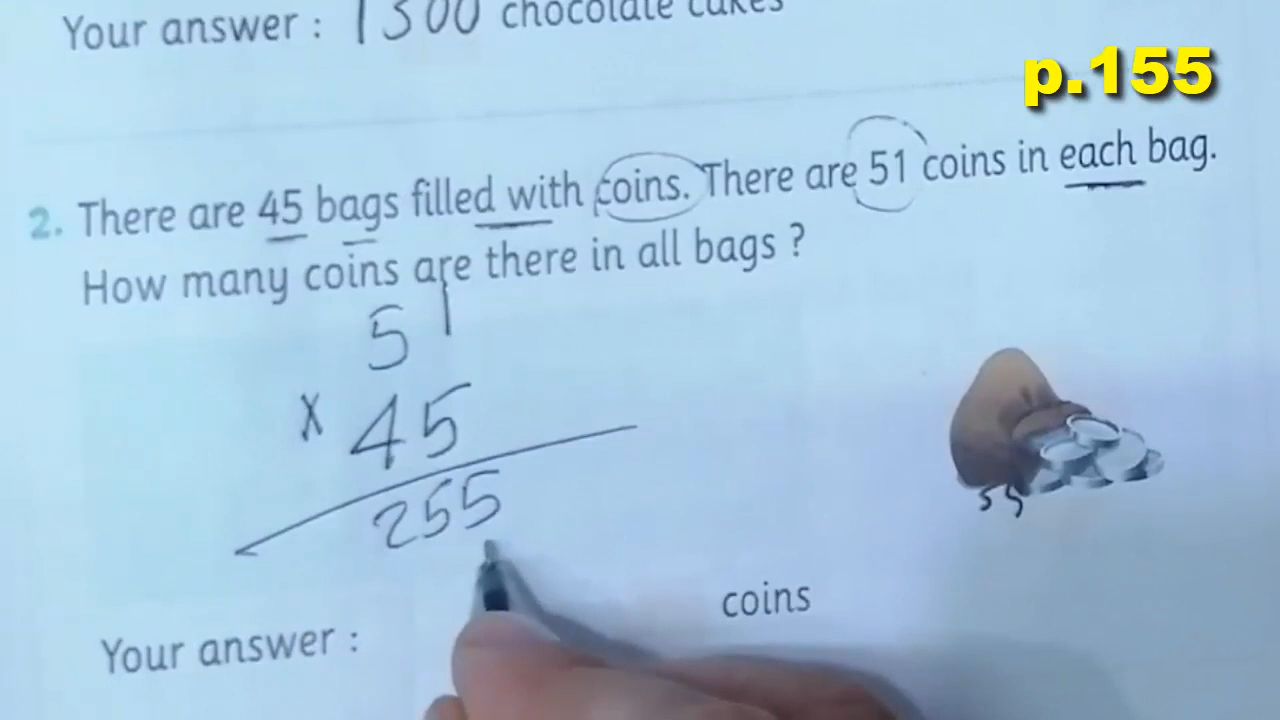 Your answer : 1300 chocolate cakes
p.155
2. There are 45 bags filled with coins. There are 51 coins in each bag.
How many coins are there in all bags ?
51
x 45
255
55
coins
Your answer :